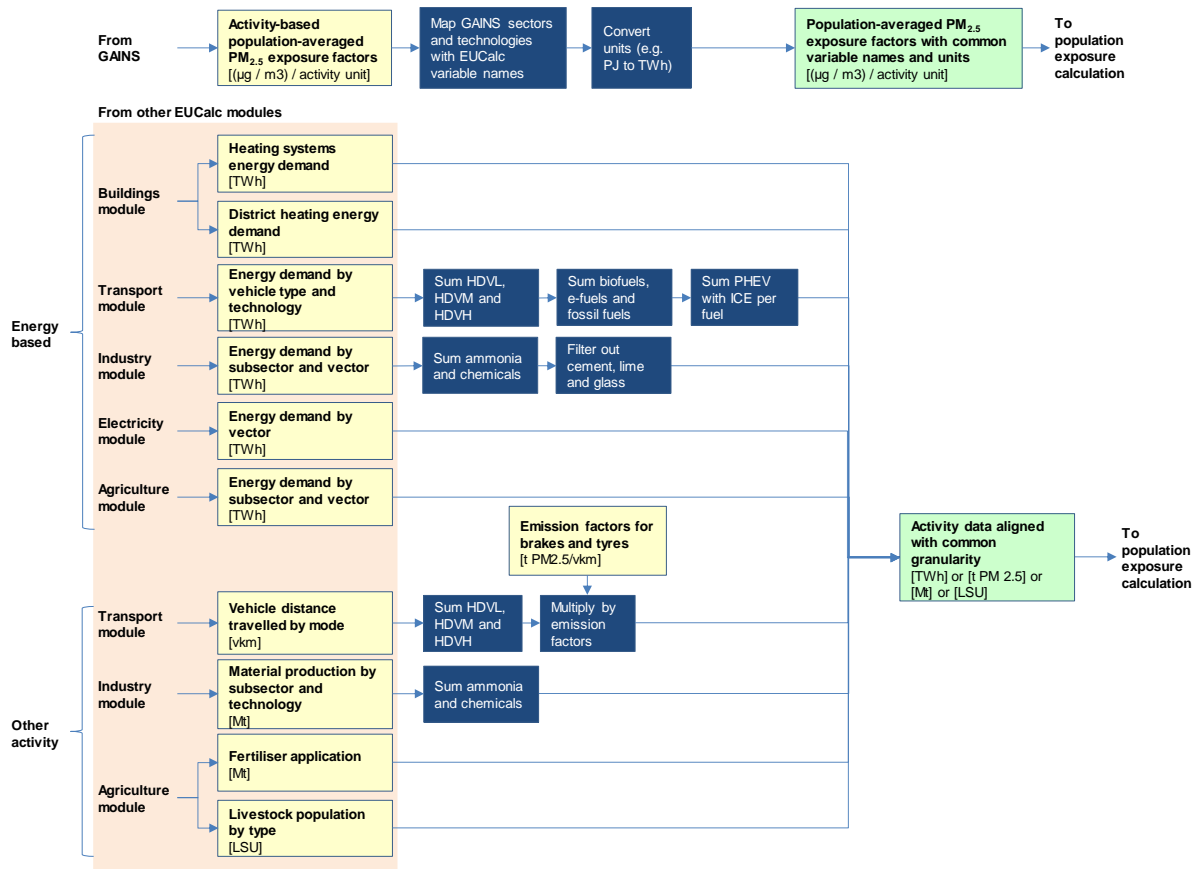 From
GAINS
Activity-based
population-averaged
PM2.5 exposure factors
[(µg / m3) / activity unit]
Map GAINS sectors
and technologies
with EUCalc
variable names
Convert
units (e.g.
PJ to TWh)
Population-averaged PM2.5
exposure factors with common
variable names and units
[(µg / m3) / activity unit]
To
population
exposure
calculation
From other EUCalc modules
Energy
based
Buildings
module
Heating systems
energy demand
[TWh]
District heating energy
demand
[TWh]
Transport
module
Energy demand by
vehicle type and
technology
[TWh]
Sum HDVL,
HDVM and
HDVH
Sum biofuels,
e-fuels and
fossil fuels
Sum PHEV
with ICE per
fuel
Industry
module
Energy demand by
subsector and vector
[TWh]
Sum ammonia
and chemicals
Filter out
cement, lime
and glass
Electricity
module
Energy demand by
vector
[TWh]
Agriculture
module
Energy demand by
subsector and vector
[TWh]
Emission factors for
brakes and tyres
[t PM2.5/vkm]
Activity data aligned
with common
granularity
[TWh] or [t PM 2.5] or
[Mt] or [LSU]
To
population
exposure
calculation
Other
activity
Transport
module
Vehicle distance
travelled by mode
[vkm]
Sum HDVL,
HDVM and
HDVH
Multiply by
emission
factors
Industry
module
Material production by
subsector and
technology
[Mt]
Sum ammonia
and chemicals
Agriculture
module
Fertiliser application
[Mt]
Livestock population
by type
[LSU]